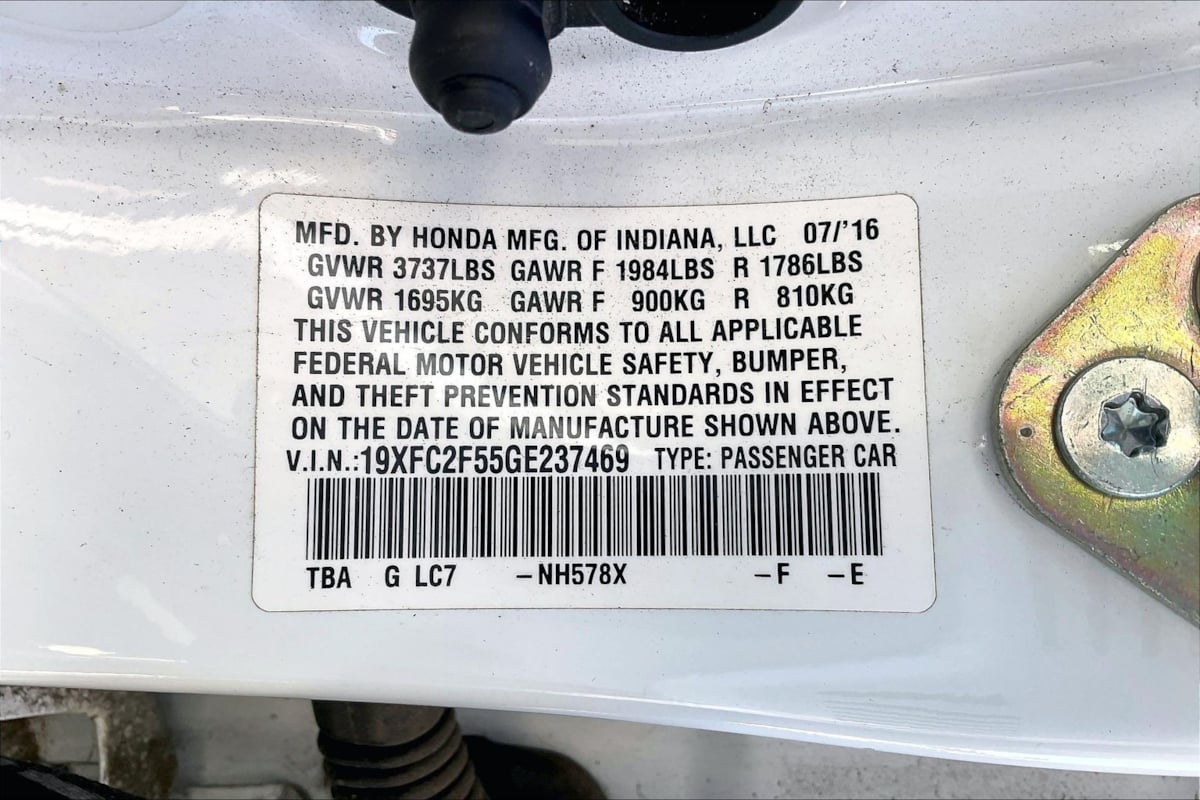 MFD. BY HONDA MFG. OF INDIANA, LLC 07/'16
GVWR 3737LBS GAWR F 1984LBS R 1786LBS
GVWR 1695KG GAWR F 900KG R 810KG
THIS VEHICLE CONFORMS TO ALL APPLICABLE
FEDERAL MOTOR VEHICLE SAFETY, BUMPER,
AND THEFT PREVENTION STANDARDS IN EFFECT
ON THE DATE OF MANUFACTURE SHOWN ABOVE.
V.I.N.:19XFC2F55GE237469 TYPE: PASSENGER CAR
TBA G LC7 –NH578X –F –E